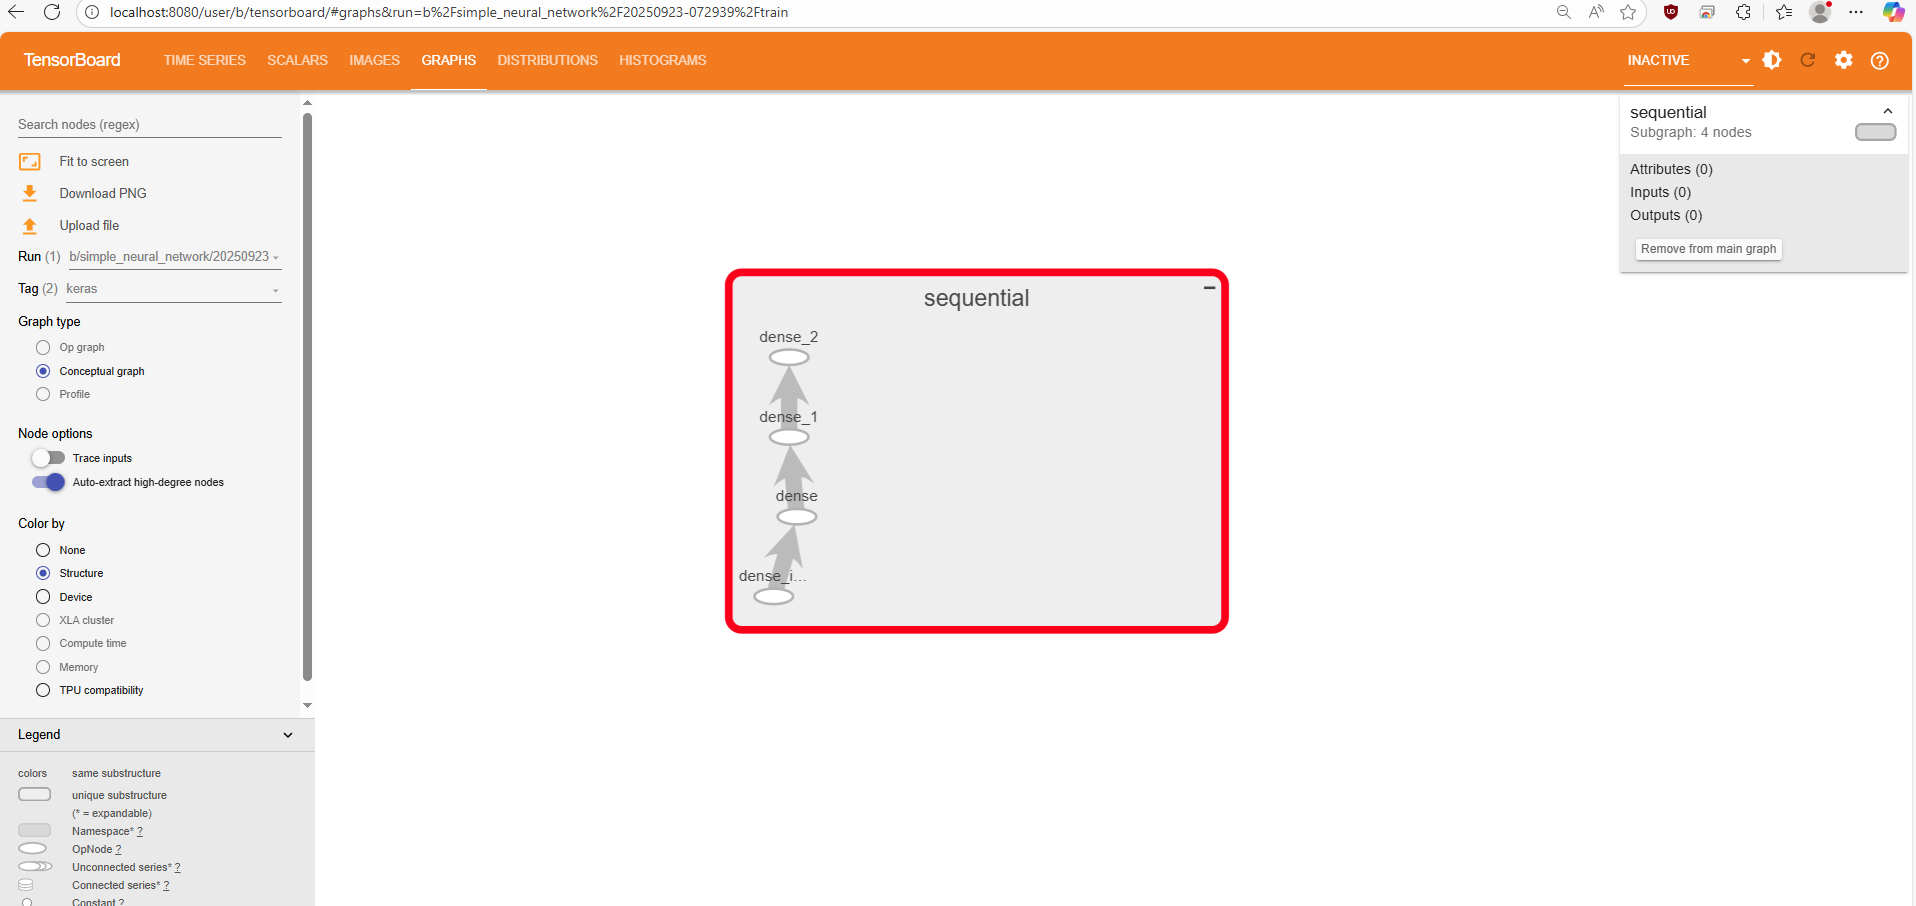 localhost:8080/user/b/tensorboard/#graphs&run=b%2Fsimple_neural_network%2F20250923-072939%2Ftrain
TensorBoard TIME SERIES SCALARS IMAGES GRAPHS DISTRIBUTIONS HISTOGRAMS INACTIVE
Search nodes (regex)
Fit to screen
Download PNG
Upload file
Run (1) b/simple_neural_network/20250923
Tag (2) keras
Graph type
Op graph
Conceptual graph
Profile
Node options
Trace inputs
Auto-extract high-degree nodes
Color by
None
Structure
Device
XLA cluster
Compute time
Memory
TPU compatibility
Legend
colors same substructure
unique substructure
(* = expandable)
Namespace* ?
OpNode ?
Unconnected series* ?
Connected series* ?
Constant ?
sequential
dense_2
dense_1
dense
dense_i...
sequential
Subgraph: 4 nodes
Attributes (0)
Inputs (0)
Outputs (0)
Remove from main graph